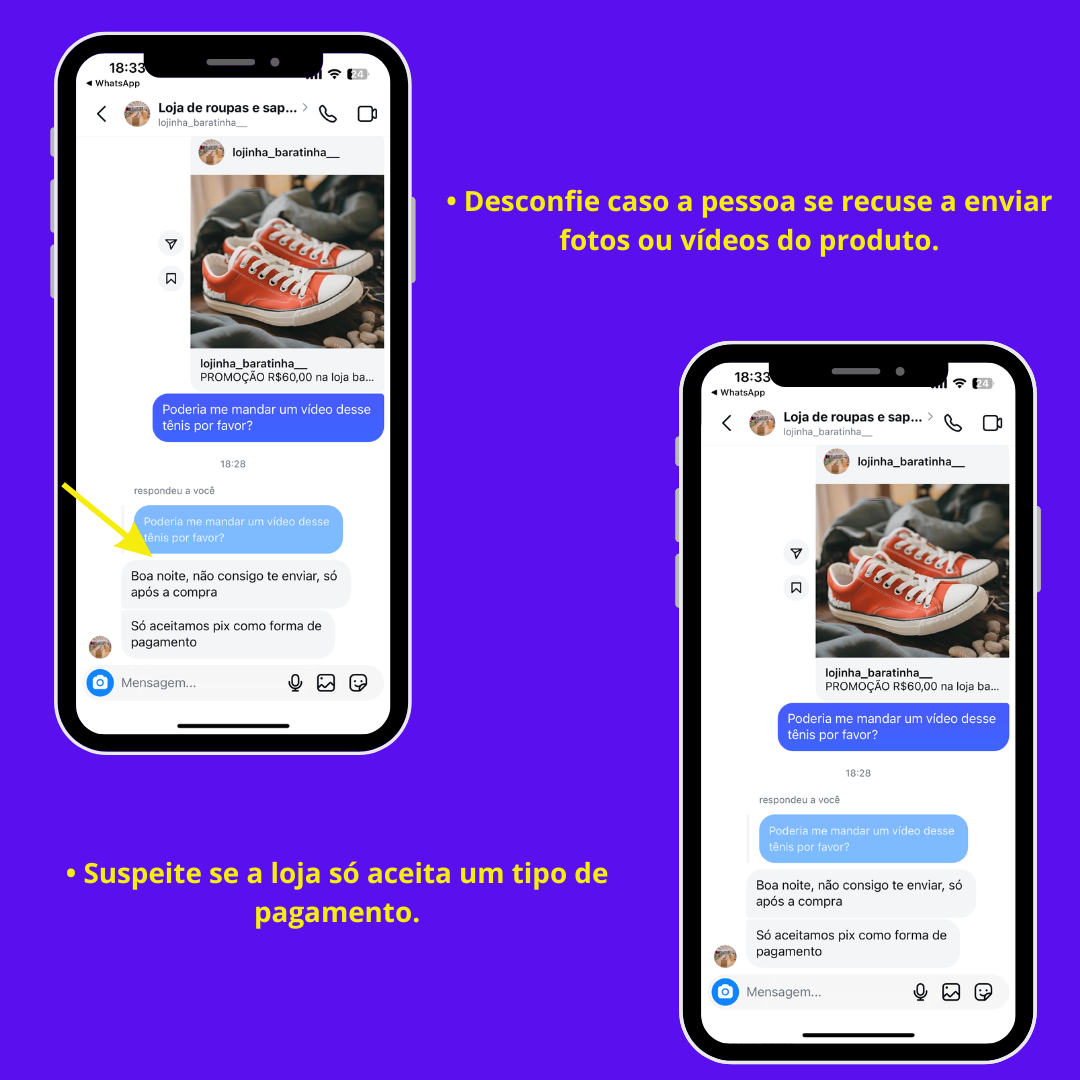 18:33
24
◀ WhatsApp
Loja de roupas e sap...
lojinha_baratinha__
lojinha_baratinha__
lojinha_baratinha__
PROMOÇÃO R$60,00 na loja ba...
Poderia me mandar um vídeo desse
tênis por favor?
18:28
respondeu a você
Poderia me mandar um vídeo desse
tênis por favor?
Boa noite, não consigo te enviar, só
após a compra
Só aceitamos pix como forma de
pagamento
Mensagem...
• Desconfie caso a pessoa se recuse a enviar
fotos ou vídeos do produto.
18:33
24
◀ WhatsApp
Loja de roupas e sap...
lojinha_baratinha__
lojinha_baratinha__
lojinha_baratinha__
PROMOÇÃO R$60,00 na loja ba...
Poderia me mandar um vídeo desse
tênis por favor?
18:28
respondeu a você
Poderia me mandar um vídeo desse
tênis por favor?
Boa noite, não consigo te enviar, só
após a compra
Só aceitamos pix como forma de
pagamento
Mensagem...
• Suspeite se a loja só aceita um tipo de
pagamento.